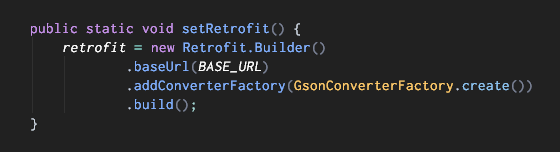 public static void setRetrofit() {
    retrofit = new Retrofit.Builder()
            .baseUrl(BASE_URL)
            .addConverterFactory(GsonConverterFactory.create())
            .build();
}